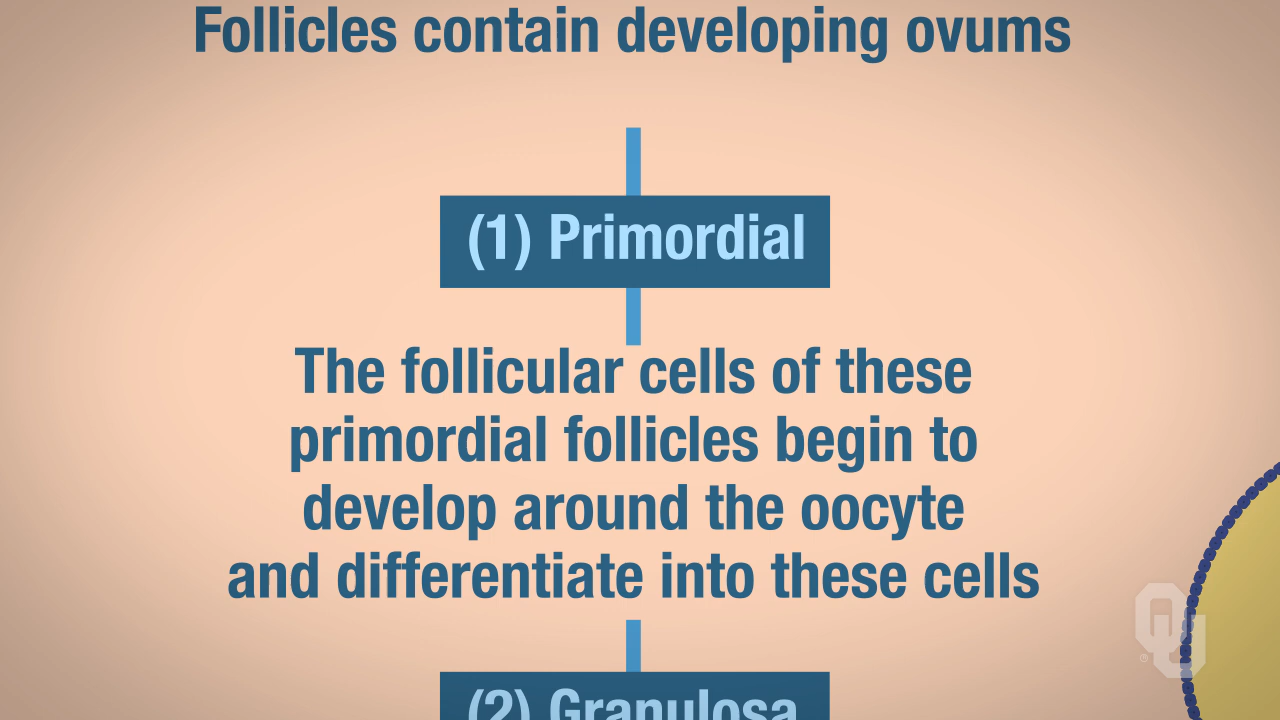 Follicles contain developing ovums
(1) Primordial
The follicular cells of these
primordial follicles begin to
develop around the oocyte
and differentiate into these cells
(2) Granulosa
OU